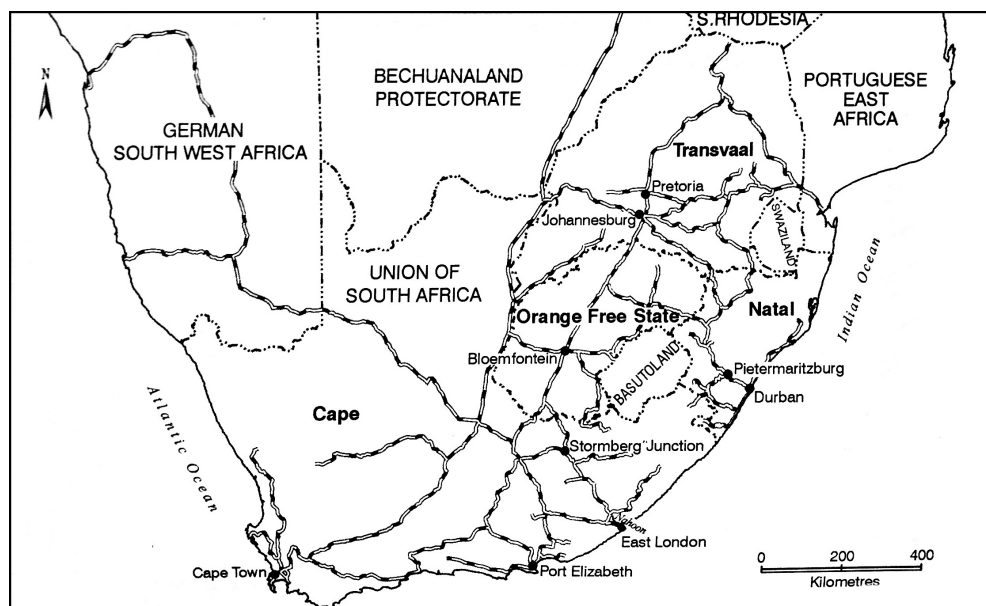 S.RHODESIA
N
BECHUANALAND
PROTECTORATE
PORTUGUESE
EAST
AFRICA
GERMAN
SOUTH WEST AFRICA
Transvaal
Pretoria
Johannesburg
SWAZILAND
Indian Ocean
UNION OF
SOUTH AFRICA
Orange Free State
Natal
Bloemfontein
BASUTOLAND
Pietermaritzburg
Durban
Atlantic Ocean
Cape
Stormberg Junction
Nahoon
East London
Cape Town
Port Elizabeth
0 200 400
Kilometres